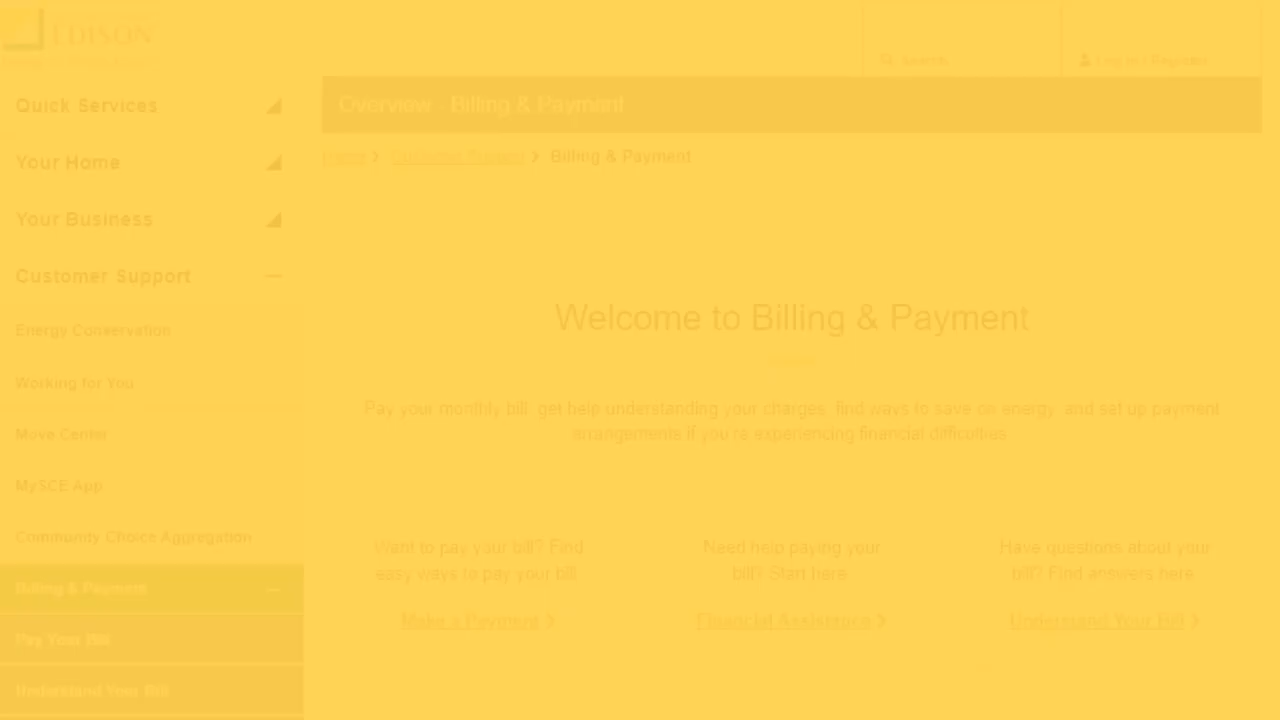 EDISON
Search
Log In / Register
Quick Services
Your Home
Your Business
Customer Support
Energy Conservation
Working for You
Move Center
MySCE App
Community Choice Aggregation
Billing & Payment
Pay Your Bill
Understand Your Bill
Overview - Billing & Payment
Home > Customer Support > Billing & Payment
Welcome to Billing & Payment
Pay your monthly bill, get help understanding your charges, find ways to save on energy, and set up payment
arrangements if you're experiencing financial difficulties.
Want to pay your bill? Find
easy ways to pay your bill.
Make a Payment >
Need help paying your
bill? Start here.
Financial Assistance >
Have questions about your
bill? Find answers here.
Understand Your Bill >